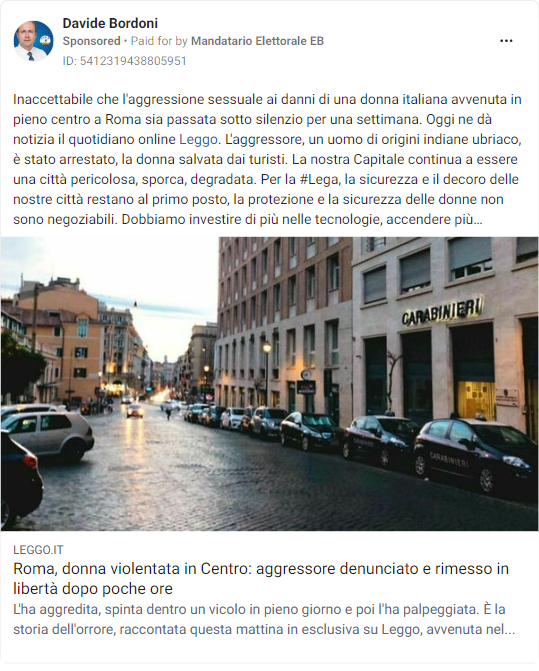 Davide Bordoni
Sponsored • Paid for by Mandatario Elettorale EB
ID: 5412319438805951
Inaccettabile che l'aggressione sessuale ai danni di una donna italiana avvenuta in
pieno centro a Roma sia passata sotto silenzio per una settimana. Oggi ne dà
notizia il quotidiano online Leggo. L'aggressore, un uomo di origini indiane ubriaco,
è stato arrestato, la donna salvata dai turisti. La nostra Capitale continua a essere
una città pericolosa, sporca, degradata. Per la #Lega, la sicurezza e il decoro delle
nostre città restano al primo posto, la protezione e la sicurezza delle donne non
sono negoziabili. Dobbiamo investire di più nelle tecnologie, accendere più...
CARABINIERI
CARABINIERI
CARABINIERI
LEGGO.IT
Roma, donna violentata in Centro: aggressore denunciato e rimesso in
libertà dopo poche ore
L'ha aggredita, spinta dentro un vicolo in pieno giorno e poi l'ha palpeggiata. È la
storia dell'orrore, raccontata questa mattina in esclusiva su Leggo, avvenuta nel...